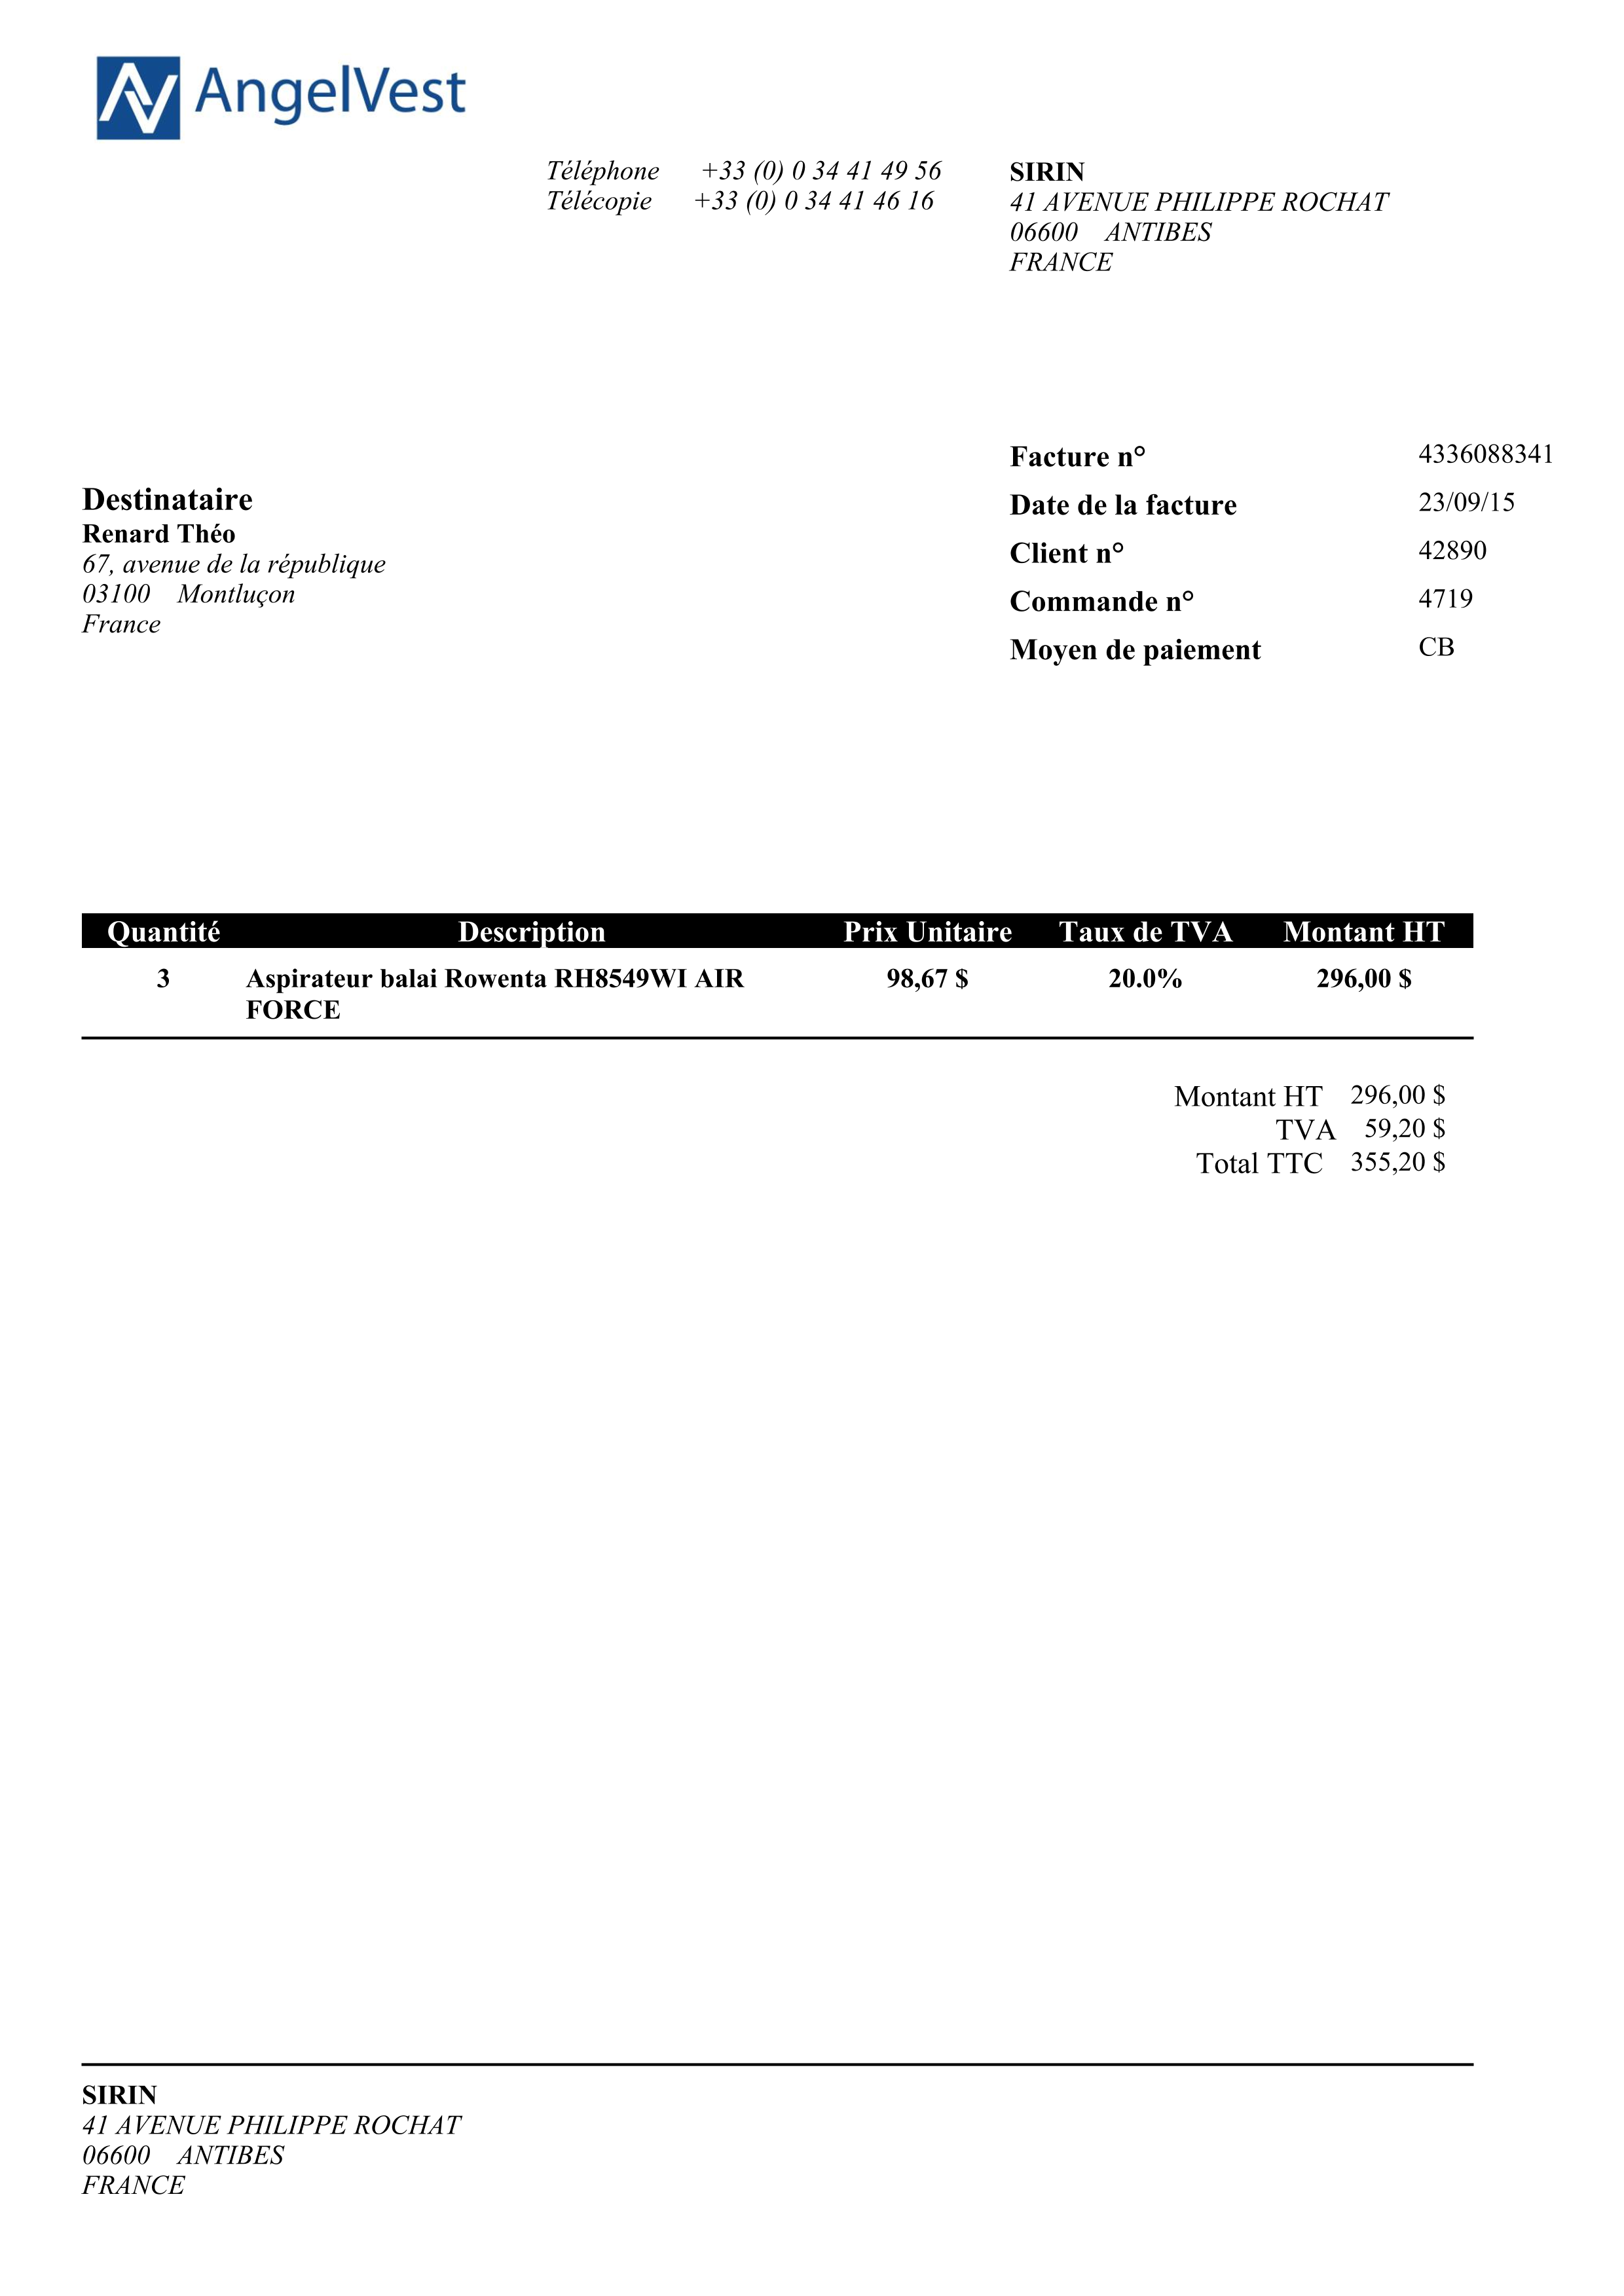 AngelVest
Téléphone +33 (0) 0 34 41 49 56
Télécopie +33 (0) 0 34 41 46 16
SIRIN
41 AVENUE PHILIPPE ROCHAT
06600 ANTIBES
FRANCE
Facture n° 4336088341
Date de la facture 23/09/15
Client n° 42890
Commande n° 4719
Moyen de paiement CB
Destinataire
Renard Théo
67, avenue de la république
03100 Montluçon
France
Quantité Description Prix Unitaire Taux de TVA Montant HT
3 Aspirateur balai Rowenta RH8549WI AIR 98,67 $ 20.0% 296,00 $
FORCE
Montant HT 296,00 $
TVA 59,20 $
Total TTC 355,20 $
SIRIN
41 AVENUE PHILIPPE ROCHAT
06600 ANTIBES
FRANCE